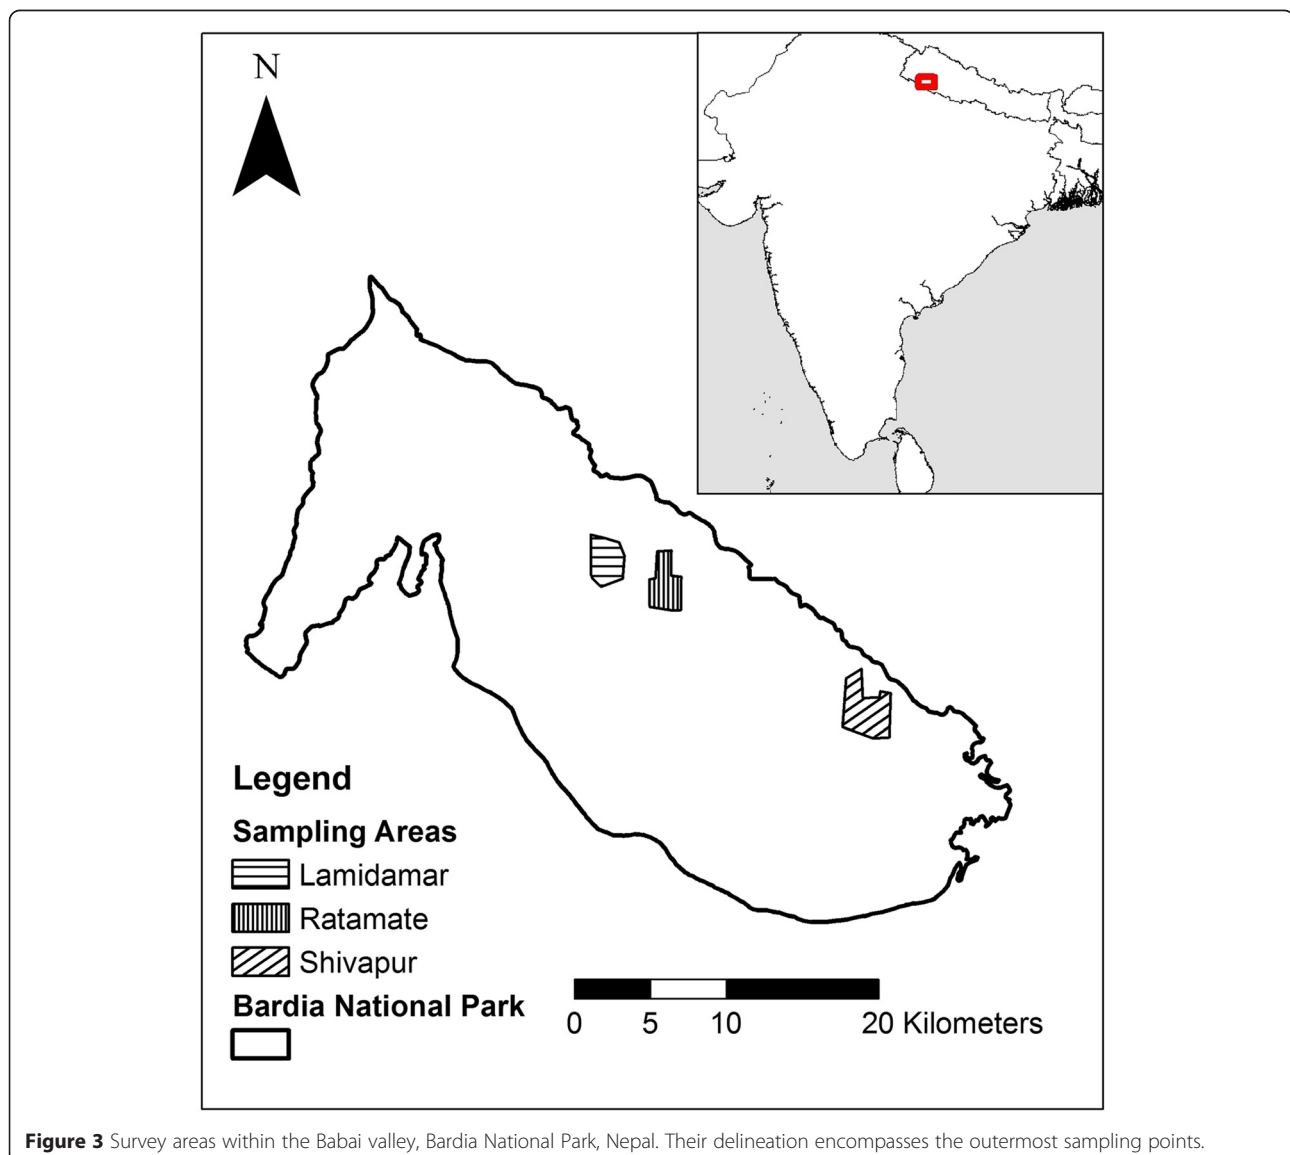 N
Legend
Sampling Areas
Lamidamar
Ratamate
Shivapur
Bardia National Park
0 5 10 20 Kilometers
Figure 3 Survey areas within the Babai valley, Bardia National Park, Nepal. Their delineation encompasses the outermost sampling points.